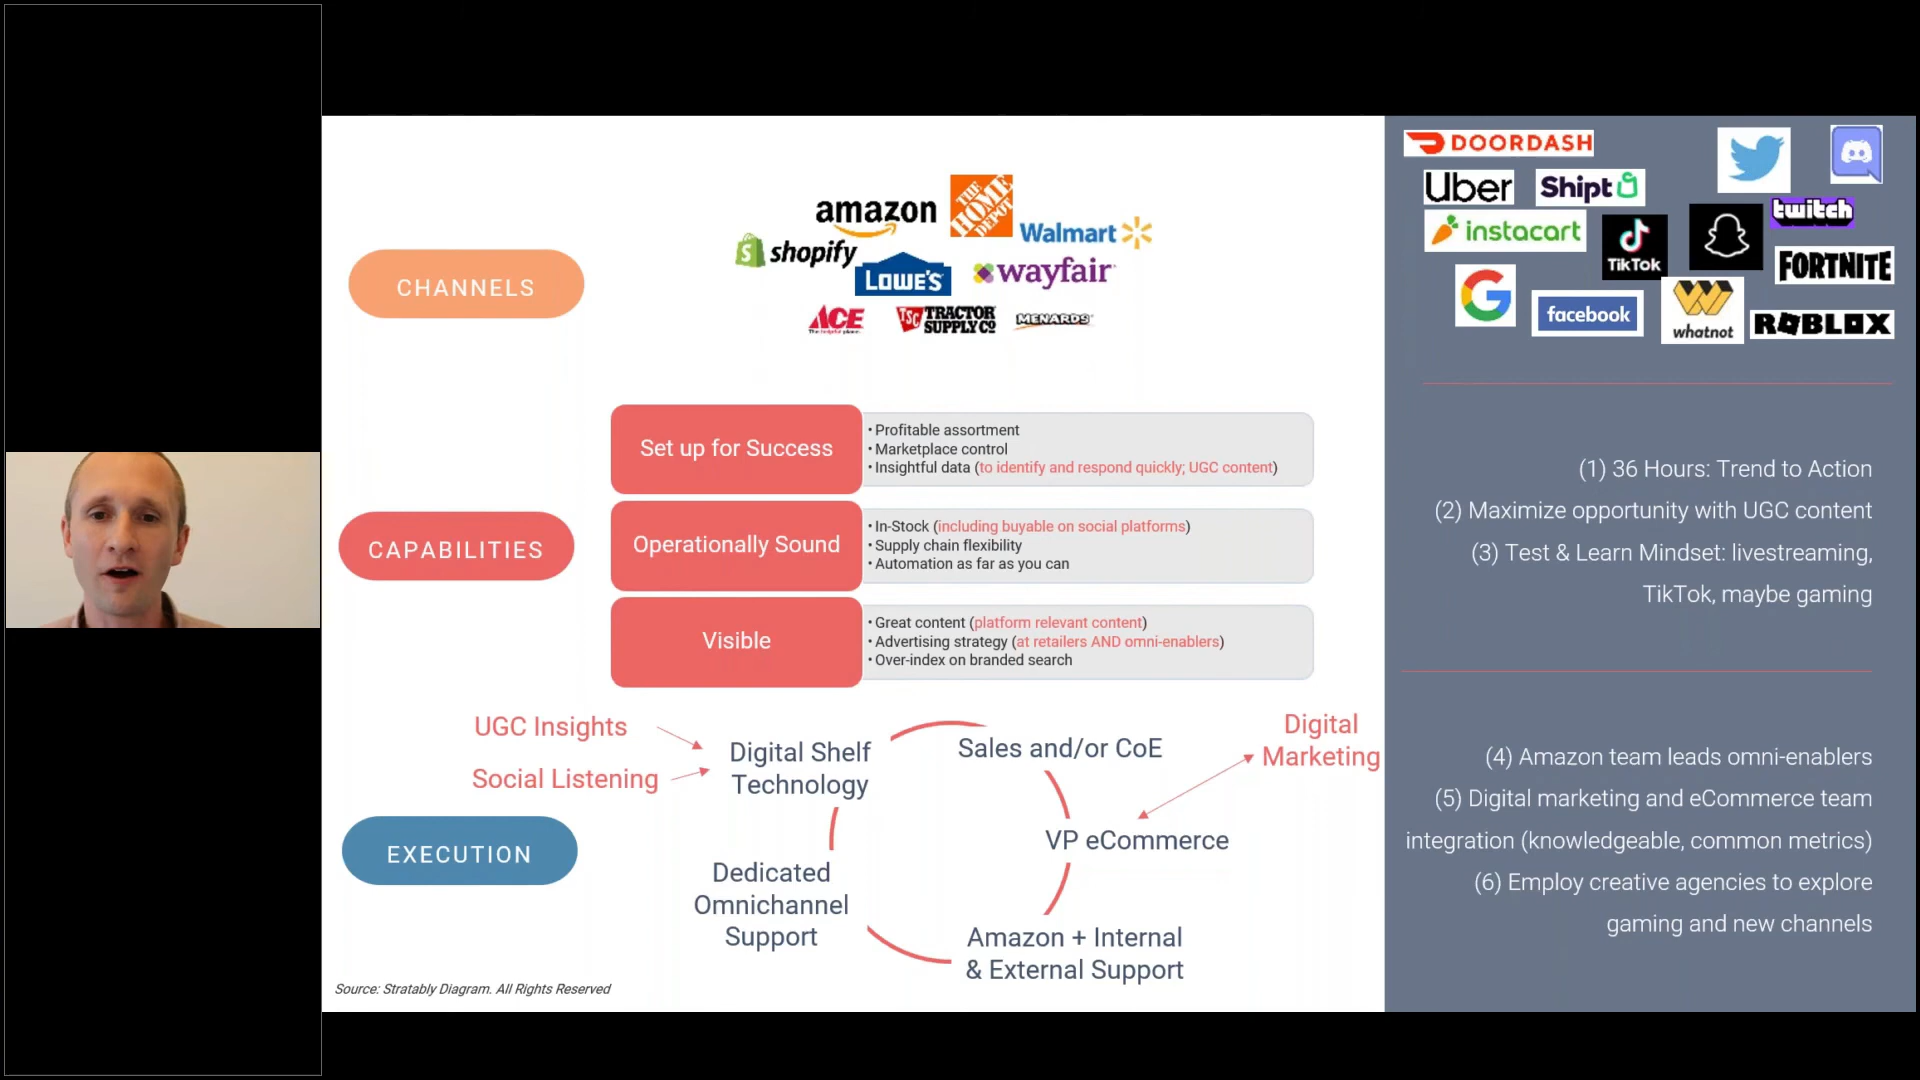 CHANNELS
amazon
THE HOME DEPOT
Walmart
shopify
LOWE'S
wayfair
ACE
The helpful place.
TSC TRACTOR SUPPLY CO
MENARDS
CAPABILITIES
Set up for Success
• Profitable assortment
• Marketplace control
• Insightful data (to identify and respond quickly; UGC content)
Operationally Sound
• In-Stock (including buyable on social platforms)
• Supply chain flexibility
• Automation as far as you can
Visible
• Great content (platform relevant content)
• Advertising strategy (at retailers AND omni-enablers)
• Over-index on branded search
EXECUTION
UGC Insights
Social Listening
Digital Shelf
Technology
Sales and/or CoE
Digital
Marketing
VP eCommerce
Dedicated
Omnichannel
Support
Amazon + Internal
& External Support
Source: Stratably Diagram. All Rights Reserved
DOORDASH
Uber
Shipt
twitch
instacart
TikTok
FORTNITE
G
facebook
whatnot
ROBLOX
(1) 36 Hours: Trend to Action
(2) Maximize opportunity with UGC content
(3) Test & Learn Mindset: livestreaming,
TikTok, maybe gaming
(4) Amazon team leads omni-enablers
(5) Digital marketing and eCommerce team
integration (knowledgeable, common metrics)
(6) Employ creative agencies to explore
gaming and new channels